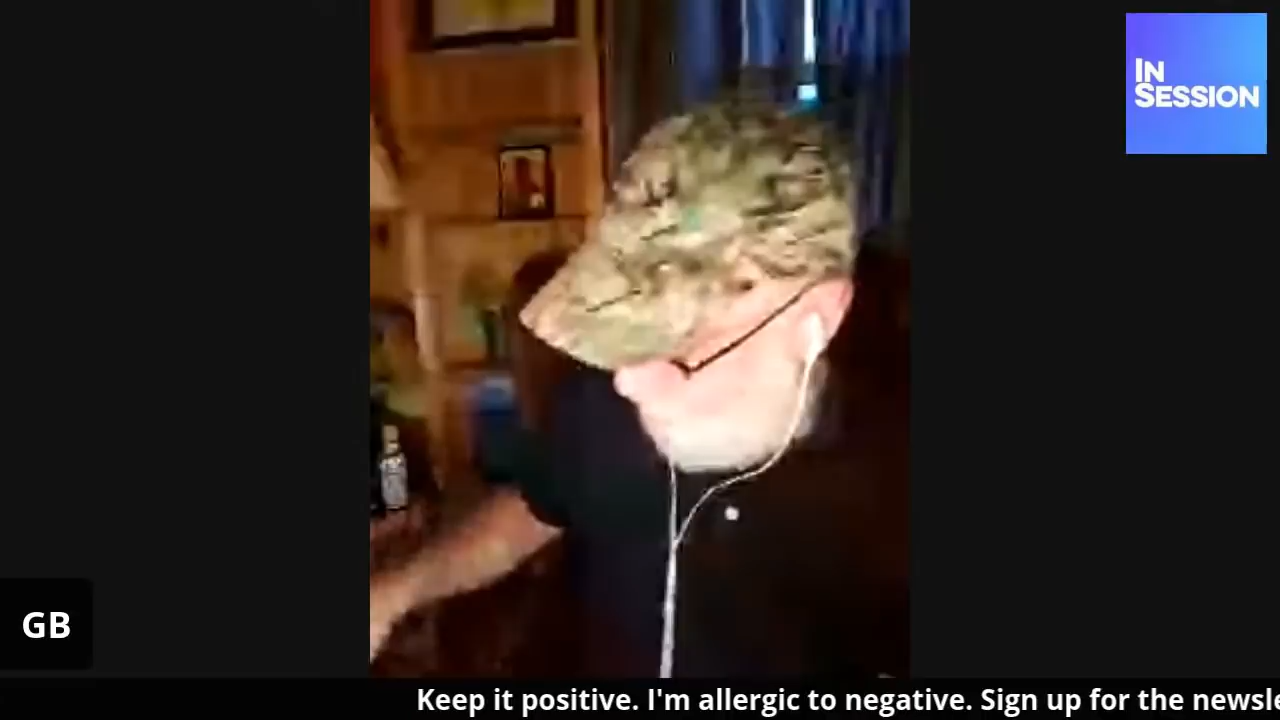 IN
SESSION
GB
Keep it positive. I'm allergic to negative. Sign up for the newsle